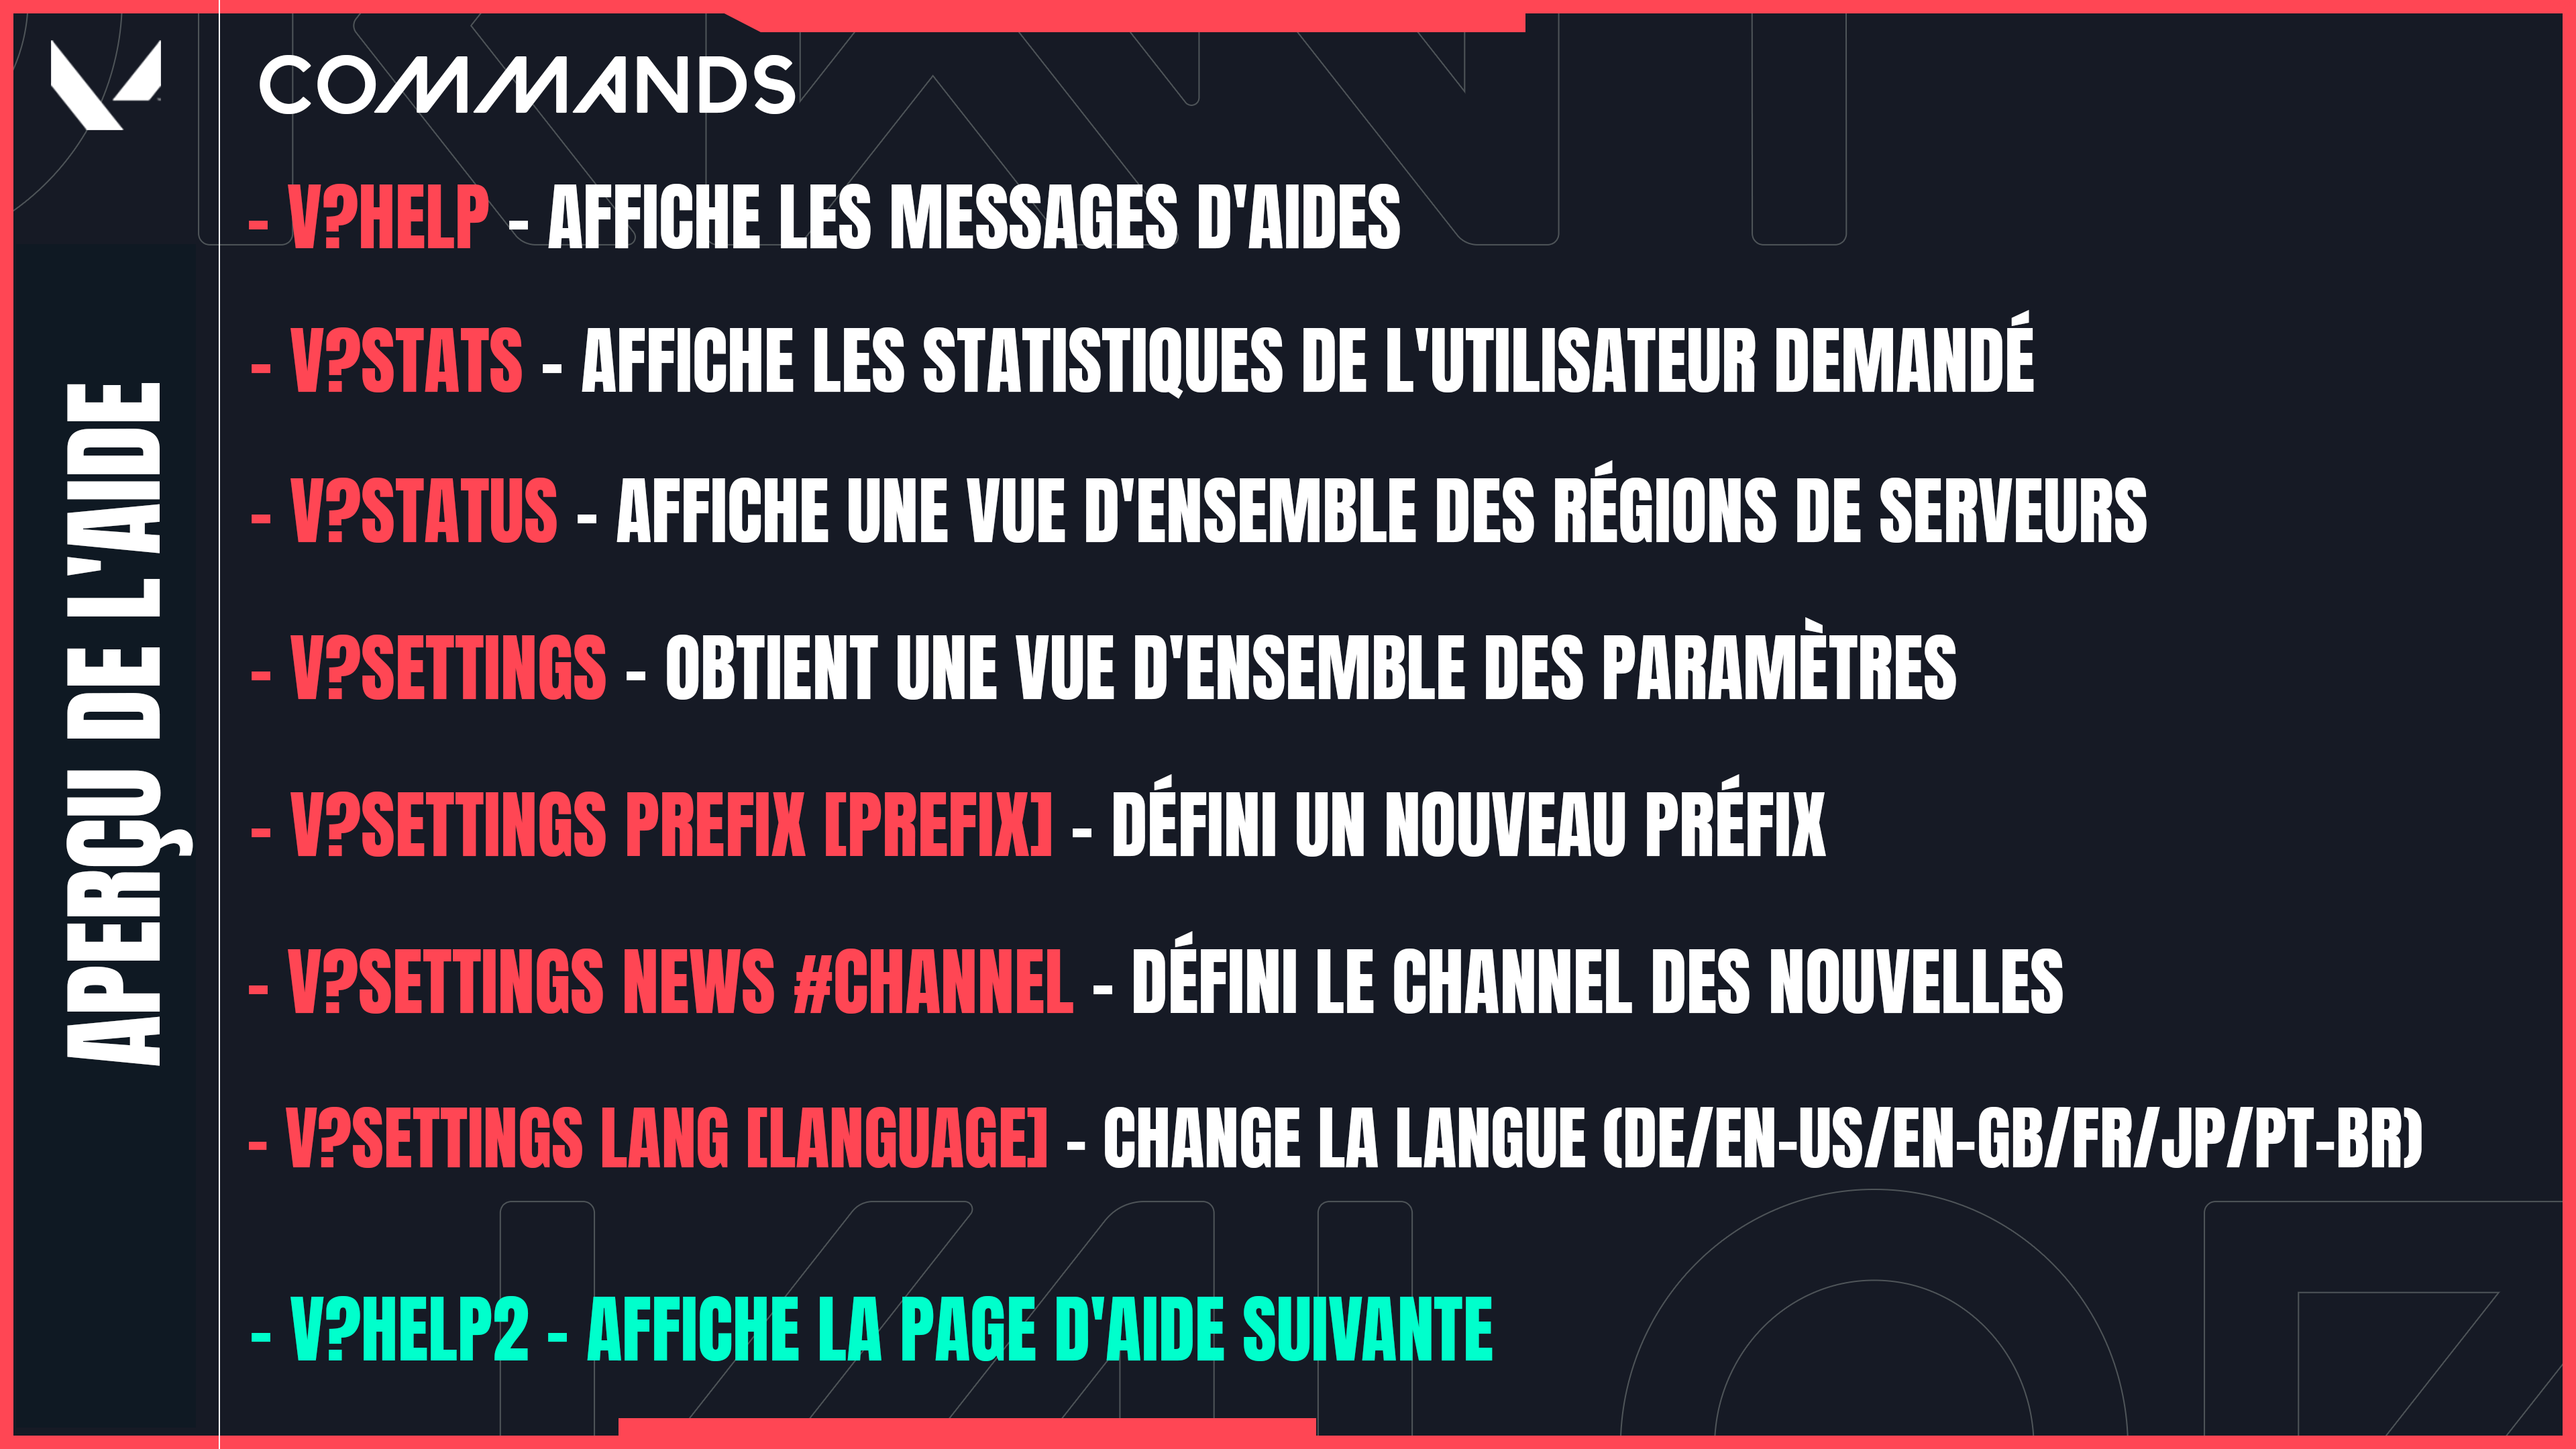 COMMANDS
- V?HELP - AFFICHE LES MESSAGES D'AIDES
- V?STATS - AFFICHE LES STATISTIQUES DE L'UTILISATEUR DEMANDÉ
- V?STATUS - AFFICHE UNE VUE D'ENSEMBLE DES RÉGIONS DE SERVEURS
- V?SETTINGS - OBTIENT UNE VUE D'ENSEMBLE DES PARAMÈTRES
- V?SETTINGS PREFIX [PREFIX] - DÉFINI UN NOUVEAU PRÉFIX
- V?SETTINGS NEWS #CHANNEL - DÉFINI LE CHANNEL DES NOUVELLES
- V?SETTINGS LANG [LANGUAGE] - CHANGE LA LANGUE (DE/EN-US/EN-GB/FR/JP/PT-BR)
- V?HELP2 - AFFICHE LA PAGE D'AIDE SUIVANTE
APERÇU DE L'AIDE